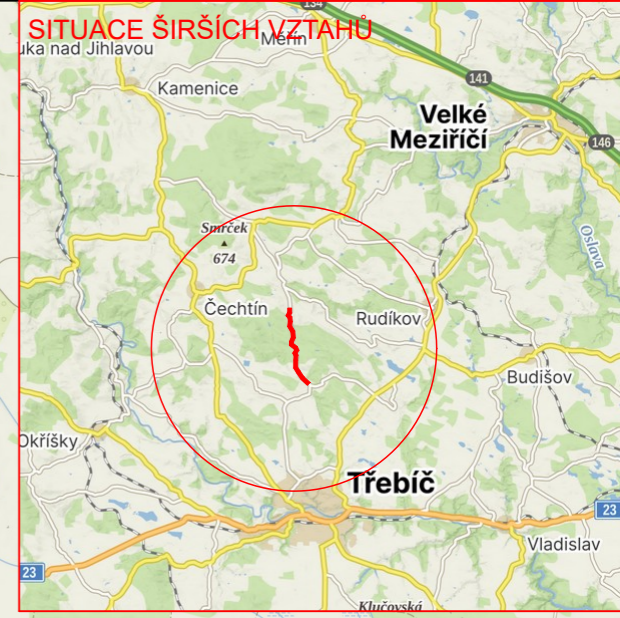 134
SITUACE ŠIRŠÍCH VZTAHŮ
Měřín
uka nad Jihlavou
141
Kamenice
Velké
Meziříčí
146
Smrček
674
Oslava
Čechtín
Rudíkov
Budišov
Okříšky
Třebíč
23
Vladislav
23
Klučovská